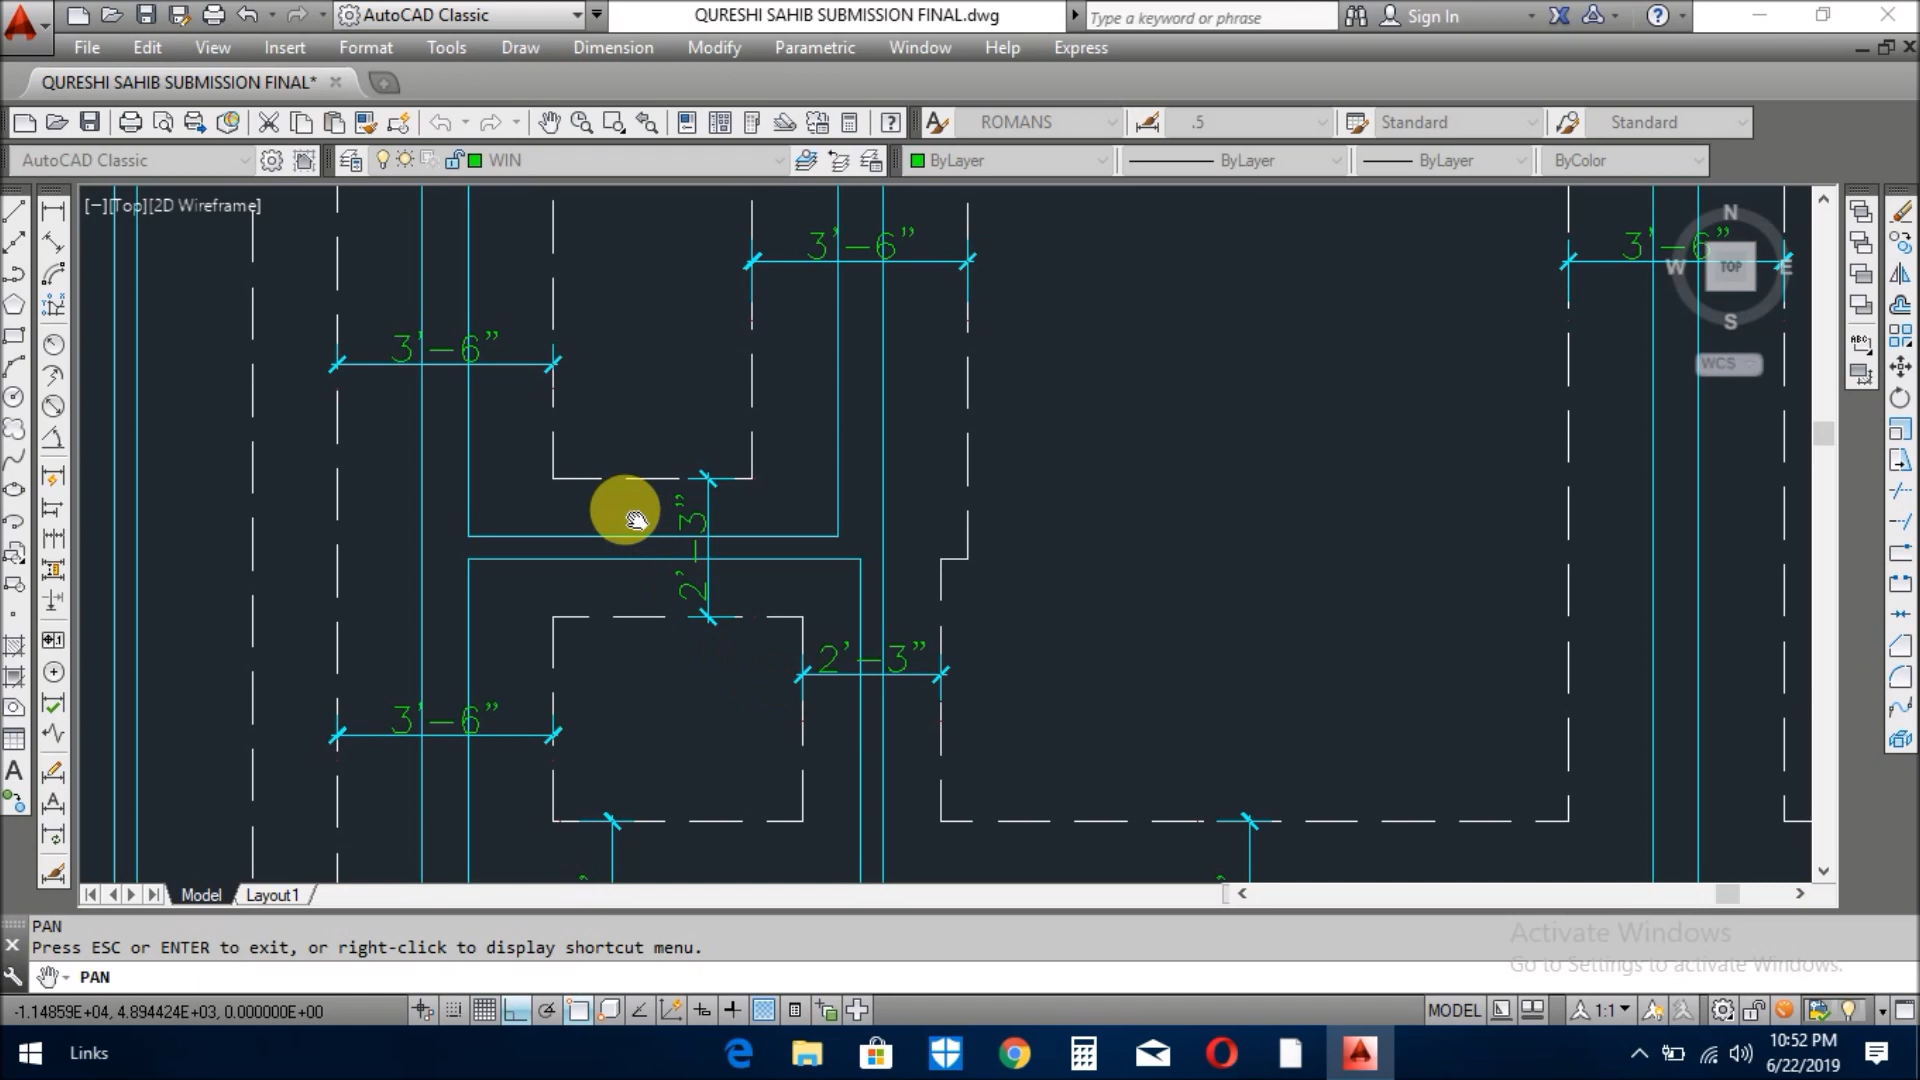 AutoCAD Classic
QURESHI SAHIB SUBMISSION FINAL.dwg
Type a keyword or phrase
Sign In
File Edit View Insert Format Tools Draw Dimension Modify Parametric Window Help Express
QURESHI SAHIB SUBMISSION FINAL*
ROMANS
.5
Standard
Standard
AutoCAD Classic
WIN
ByLayer
ByLayer
ByLayer
ByColor
[−][Top][2D Wireframe]
N
W TOP E
S
WCS
3'−6"
3'−6"
3'−6"
2'−3"
2'−3"
3'−6"
ABC
A
A
Model
Layout1
PAN
Press ESC or ENTER to exit, or right-click to display shortcut menu.
PAN
Activate Windows
Go to Settings to activate Windows.
-1.14859E+04, 4.894424E+03, 0.000000E+00
MODEL
1:1
Links
10:52 PM
6/22/2019